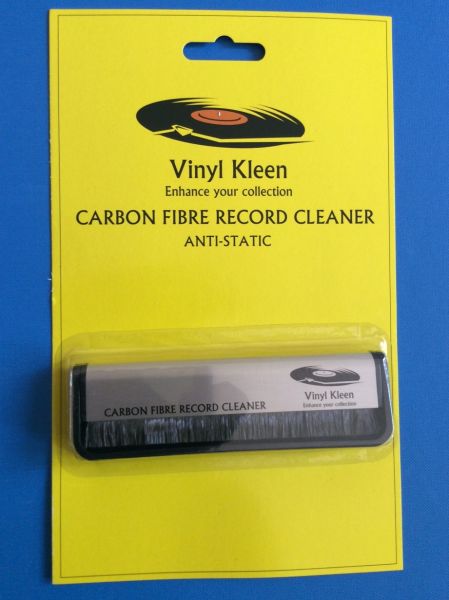 Vinyl Kleen
Enhance your collection
CARBON FIBRE RECORD CLEANER
ANTI-STATIC
Vinyl Kleen
Enhance your collection
CARBON FIBRE RECORD CLEANER